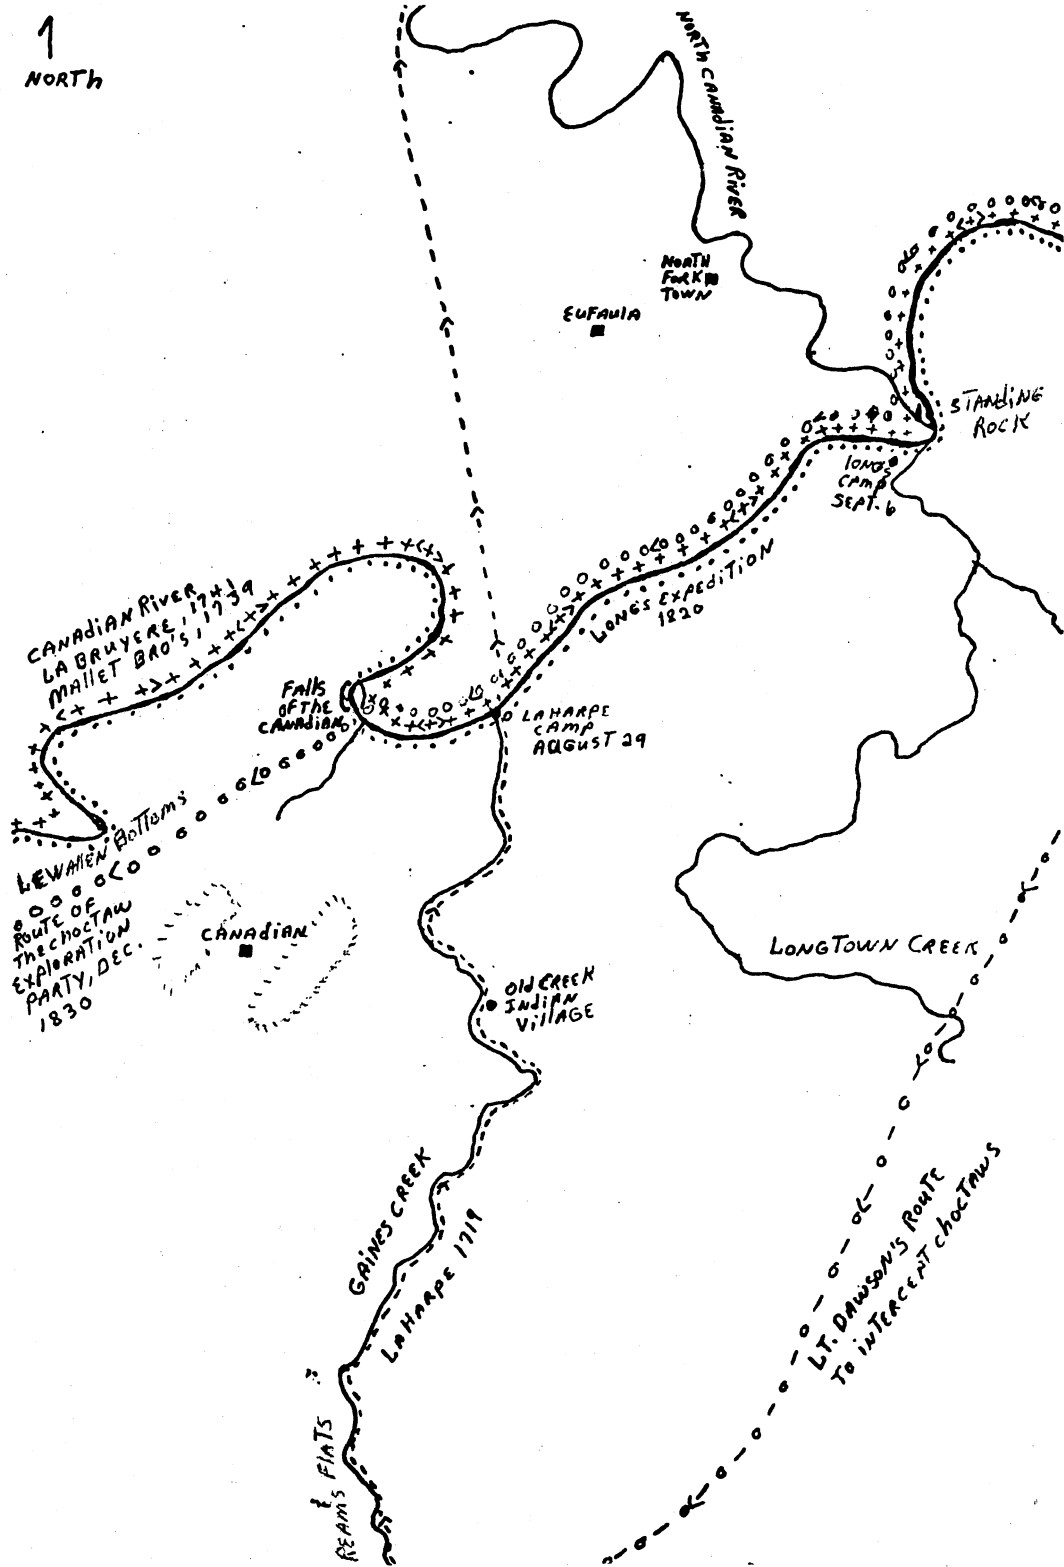 1
NORTH
NORTH CANADIAN RIVER
NORTH
FORK
TOWN
EUFAULA
STANDING
ROCK
LONG'S
CAMP
SEPT. 6
LONG'S EXPEDITION
1820
CANADIAN RIVER
LA BRUYERE, 1741
MALLET BRO'S, 1739
FALLS
OF THE
CANADIAN
LAHARPE
CAMP
AUGUST 29
LEWALLEN BOTTOMS
ROUTE OF
THE CHOCTAW
EXPLORATION
PARTY, DEC.
1830
CANADIAN
LONGTOWN CREEK
OLD CREEK
INDIAN
VILLAGE
GAINES CREEK
LAHARPE 1719
LT. DAWSON'S ROUTE
TO INTERCENT CHOCTAWS
REAMS FLATS